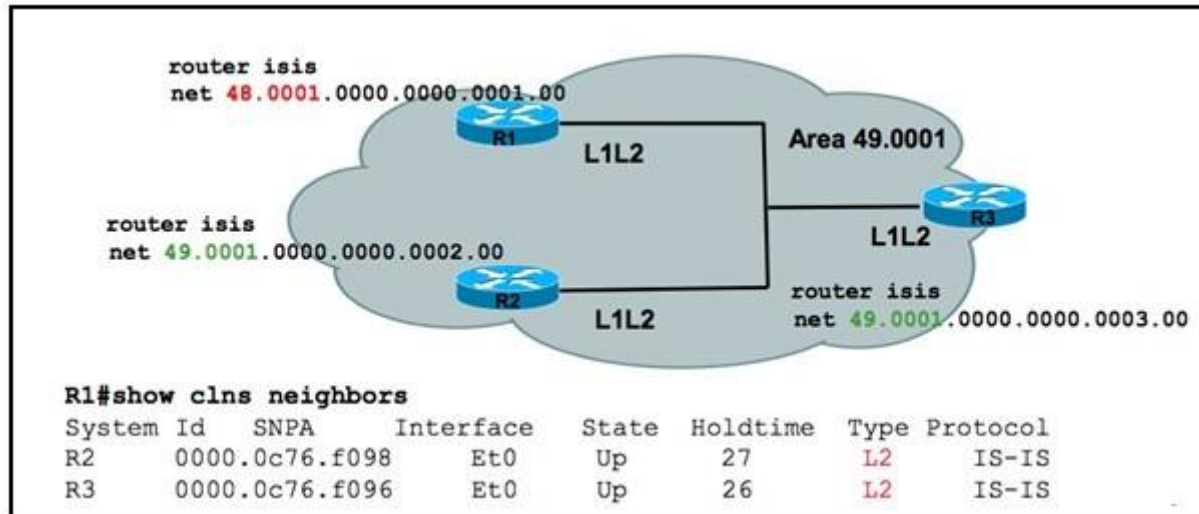 router isis
net 48.0001.0000.0000.0001.00
R1
L1L2
Area 49.0001
R3
L1L2
router isis
net 49.0001.0000.0000.0002.00
R2
L1L2
router isis
net 49.0001.0000.0000.0003.00
R1#show clns neighbors
System Id SNPA Interface State Holdtime Type Protocol
R2 0000.0c76.f098 Et0 Up 27 L2 IS-IS
R3 0000.0c76.f096 Et0 Up 26 L2 IS-IS